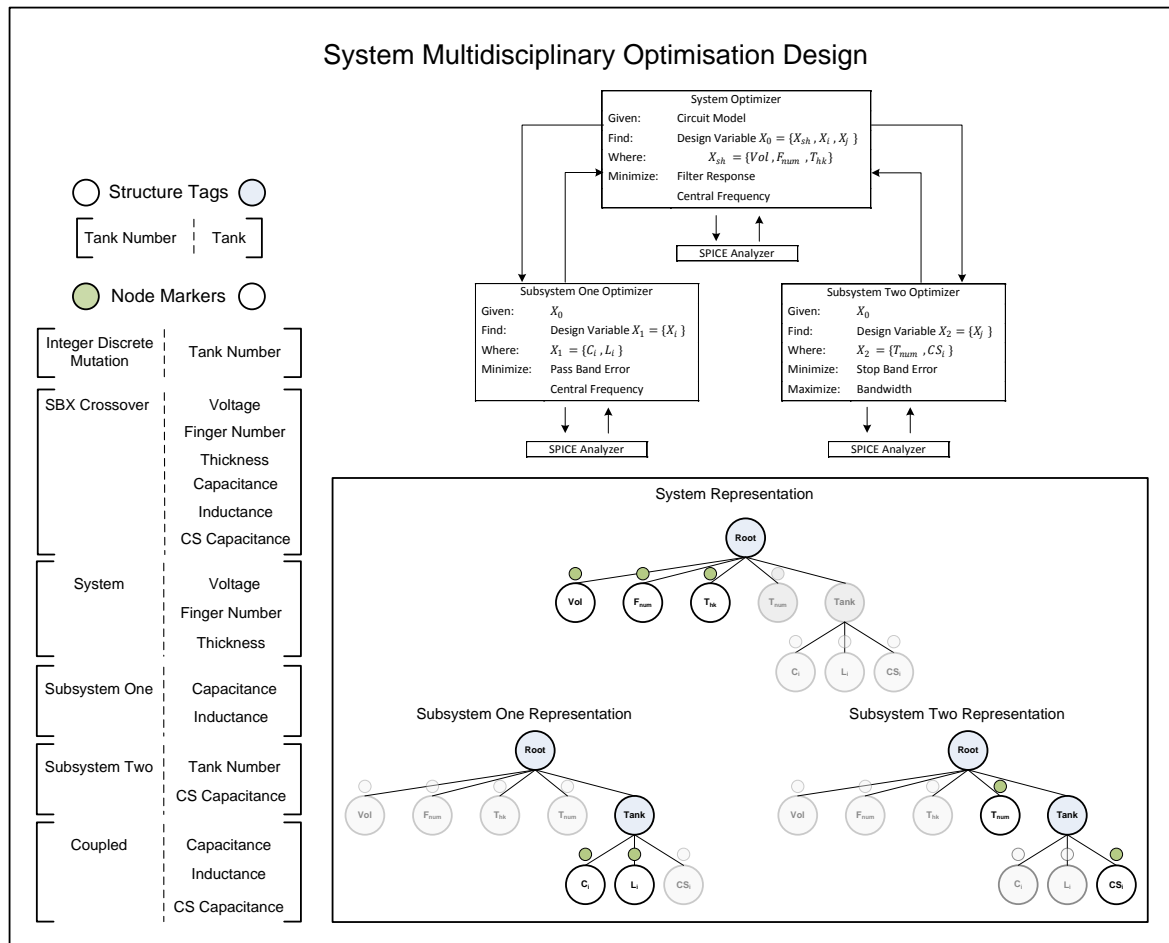 System Multidisciplinary Optimisation Design
System Optimizer
Given: Circuit Model
Find: Design Variable X₀ = {Xₛₕ , Xᵢ , Xⱼ }
Where: Xₛₕ = {Vol , Fₙᵤₘ , Tₕₖ}
Minimize: Filter Response
Central Frequency
SPICE Analyzer
Subsystem One Optimizer
Given: X₀
Find: Design Variable X₁ = {Xᵢ }
Where: X₁ = {Cᵢ , Lᵢ }
Minimize: Pass Band Error
Central Frequency
SPICE Analyzer
Subsystem Two Optimizer
Given: X₀
Find: Design Variable X₂ = {Xⱼ }
Where: X₂ = {Tₙᵤₘ , CSᵢ }
Minimize: Stop Band Error
Maximize: Bandwidth
SPICE Analyzer
Structure Tags
Tank Number Tank
Node Markers
Integer Discrete
Mutation
Tank Number
SBX Crossover
Voltage
Finger Number
Thickness
Capacitance
Inductance
CS Capacitance
System
Voltage
Finger Number
Thickness
Subsystem One
Capacitance
Inductance
Subsystem Two
Tank Number
CS Capacitance
Coupled
Capacitance
Inductance
CS Capacitance
System Representation
Root
Vol Fₙᵤₘ Tₕₖ Tₙᵤₘ Tank
Cᵢ Lᵢ CSᵢ
Subsystem One Representation
Root
Vol Fₙᵤₘ Tₕₖ Tₙᵤₘ Tank
Cᵢ Lᵢ CSᵢ
Subsystem Two Representation
Root
Vol Fₙᵤₘ Tₕₖ Tₙᵤₘ Tank
Cᵢ Lᵢ CSᵢ